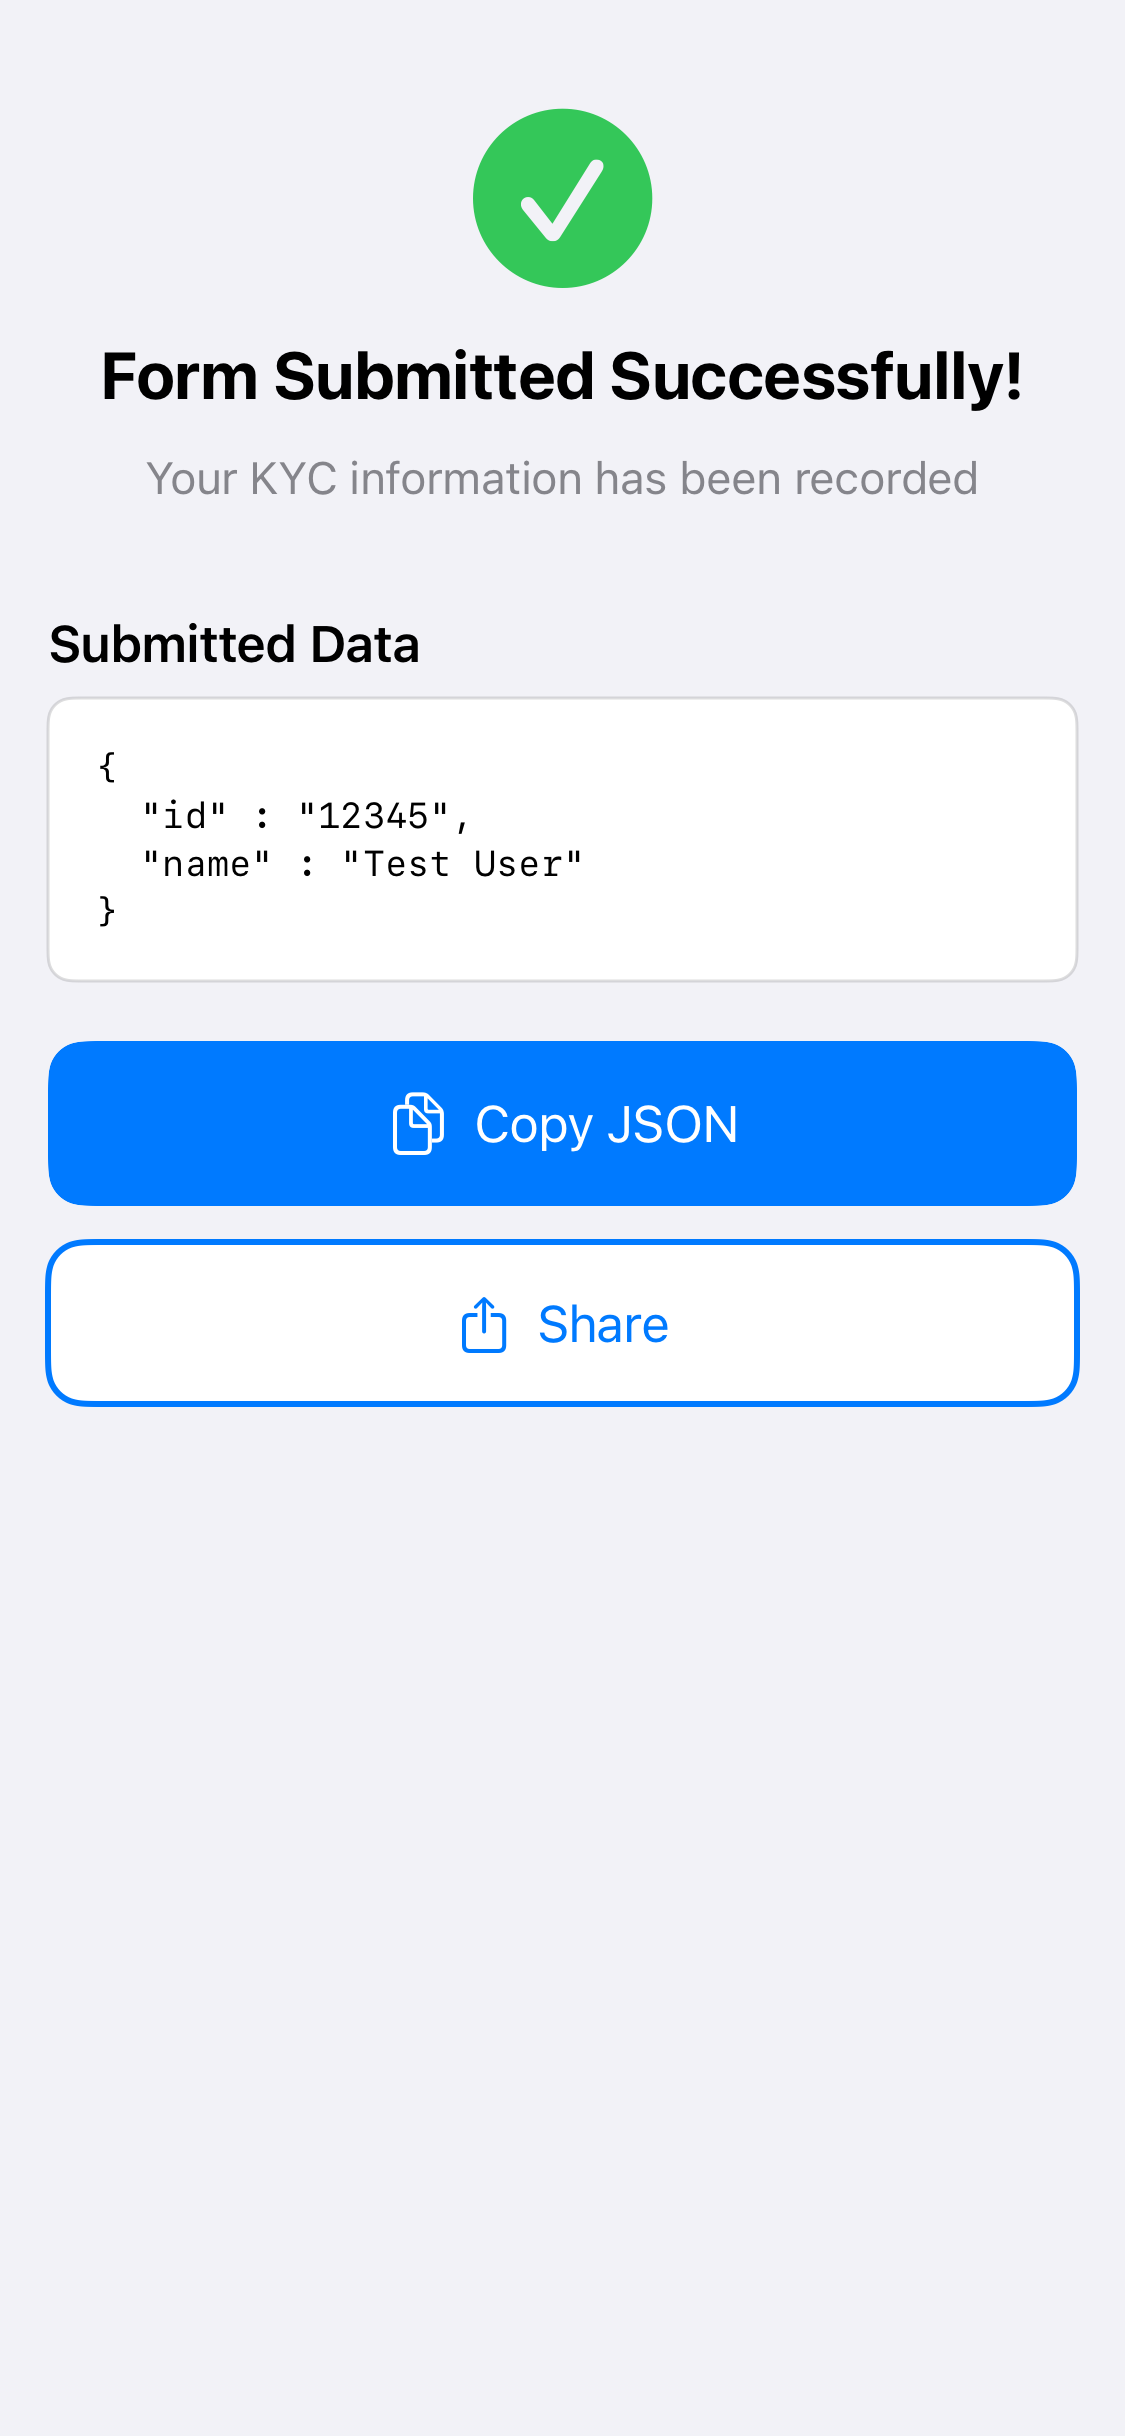 Form Submitted Successfully!
Your KYC information has been recorded
Submitted Data
{
  "id" : "12345",
  "name" : "Test User"
}
Copy JSON
Share